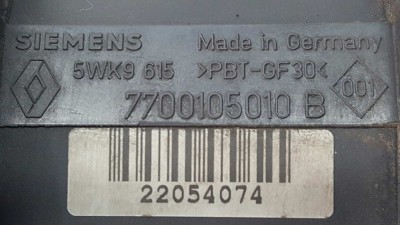 SIEMENS Made in Germany
5WK9 615 >PBT-GF30<
7700105010 B 001
22054074